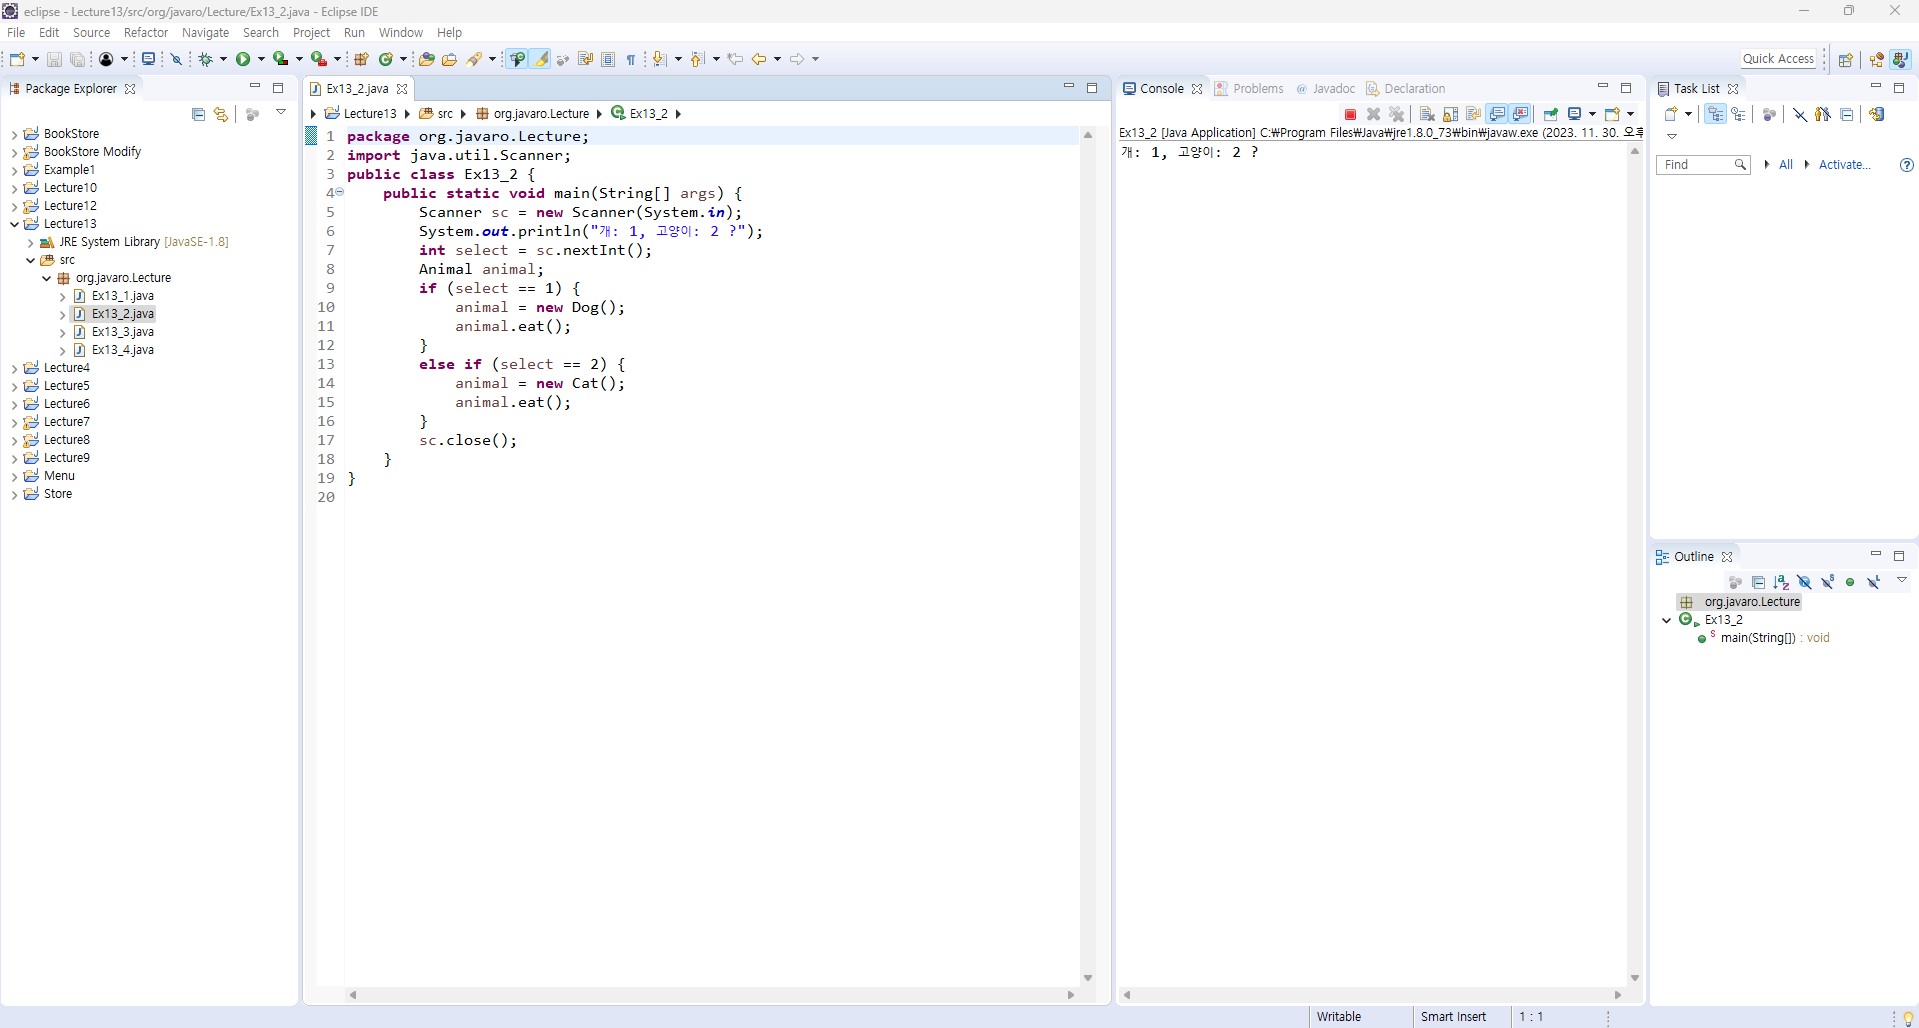 eclipse - Lecture13/src/org/javaro/Lecture/Ex13_2.java - Eclipse IDE
File Edit Source Refactor Navigate Search Project Run Window Help
Quick Access
Package Explorer
BookStore
BookStore Modify
Example1
Lecture10
Lecture12
Lecture13
JRE System Library [JavaSE-1.8]
src
org.javaro.Lecture
Ex13_1.java
Ex13_2.java
Ex13_3.java
Ex13_4.java
Lecture4
Lecture5
Lecture6
Lecture7
Lecture8
Lecture9
Menu
Store
Ex13_2.java
Lecture13 src org.javaro.Lecture Ex13_2
1 package org.javaro.Lecture;
2 import java.util.Scanner;
3 public class Ex13_2 {
4 public static void main(String[] args) {
5 Scanner sc = new Scanner(System.in);
6 System.out.println("개: 1, 고양이: 2 ?");
7 int select = sc.nextInt();
8 Animal animal;
9 if (select == 1) {
10 animal = new Dog();
11 animal.eat();
12 }
13 else if (select == 2) {
14 animal = new Cat();
15 animal.eat();
16 }
17 sc.close();
18 }
19 }
20
Console Problems @ Javadoc Declaration
Ex13_2 [Java Application] C:₩Program Files₩Java₩jre1.8.0_73₩bin₩javaw.exe (2023. 11. 30. 오후
개: 1, 고양이: 2 ?
Task List
Find All Activate...
Outline
org.javaro.Lecture
Ex13_2
main(String[]) : void
Writable Smart Insert 1 : 1